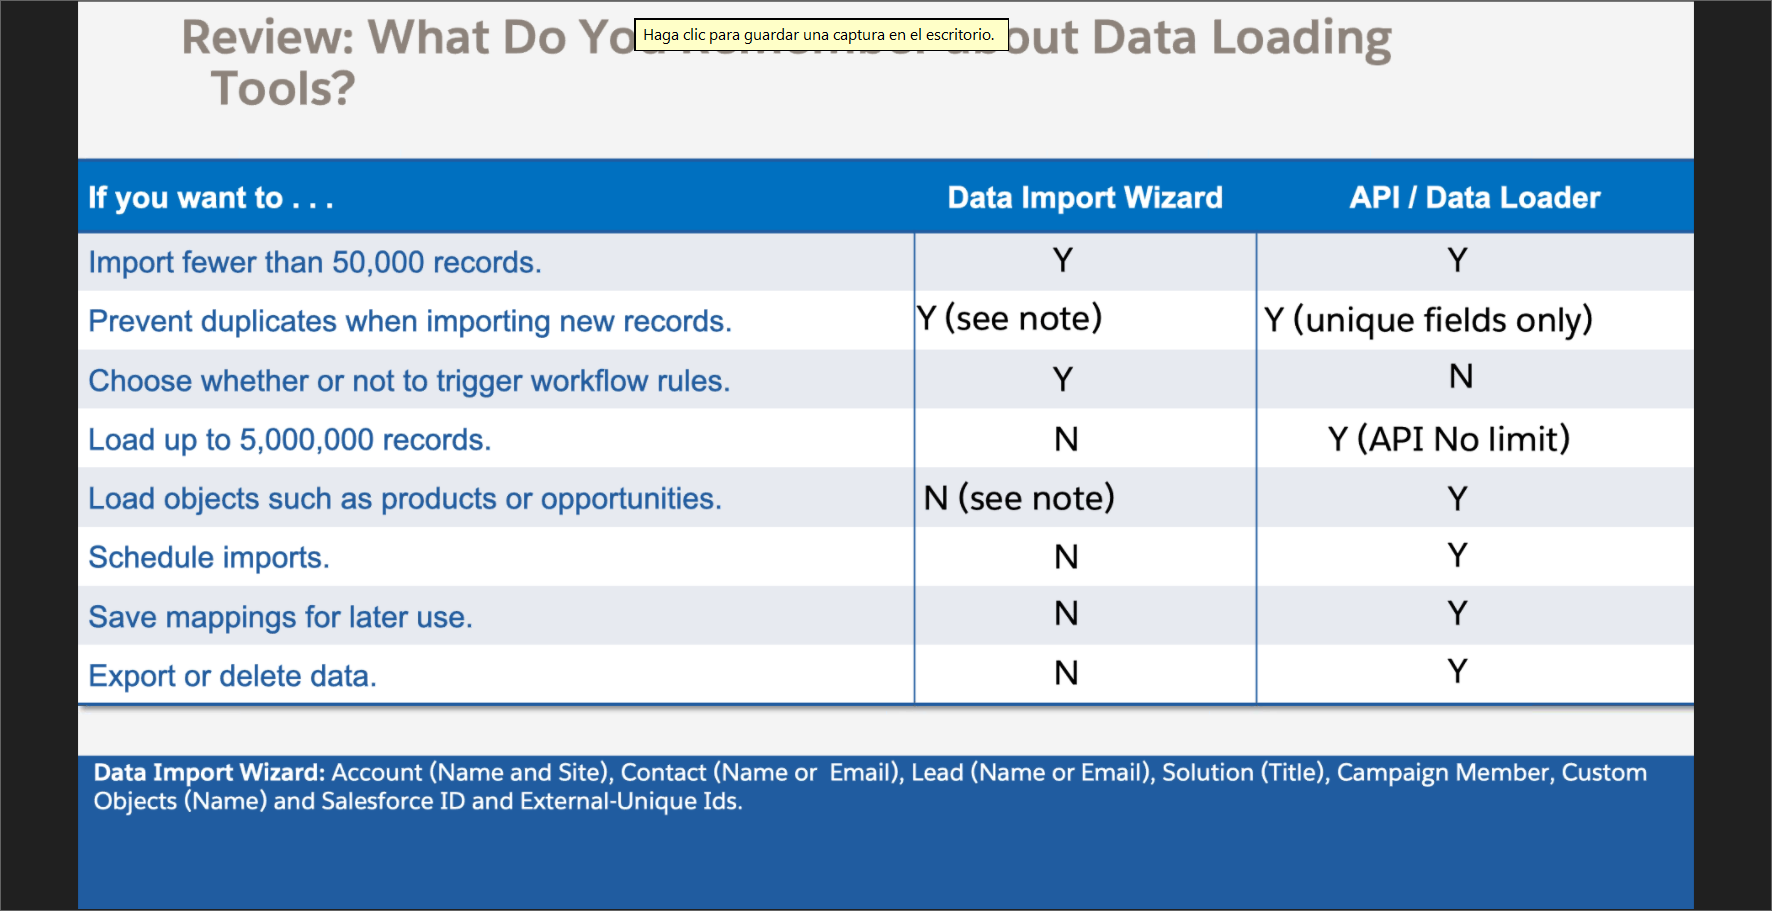 Review: What Do Yo out Data Loading
Haga clic para guardar una captura en el escritorio.
Tools?
If you want to . . . Data Import Wizard API / Data Loader
Import fewer than 50,000 records. Y Y
Prevent duplicates when importing new records. Y (see note) Y (unique fields only)
Choose whether or not to trigger workflow rules. Y N
Load up to 5,000,000 records. N Y (API No limit)
Load objects such as products or opportunities. N (see note) Y
Schedule imports. N Y
Save mappings for later use. N Y
Export or delete data. N Y
Data Import Wizard: Account (Name and Site), Contact (Name or Email), Lead (Name or Email), Solution (Title), Campaign Member, Custom
Objects (Name) and Salesforce ID and External-Unique Ids.